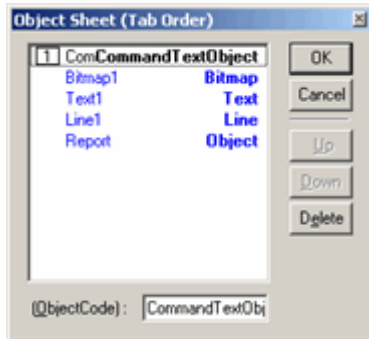 Object Sheet (Tab Order)
1 ComCommandTextObject
Bitmap1 Bitmap
Text1 Text
Line1 Line
Report Object
OK
Cancel
Up
Down
Delete
(ObjectCode) : CommandTextObj